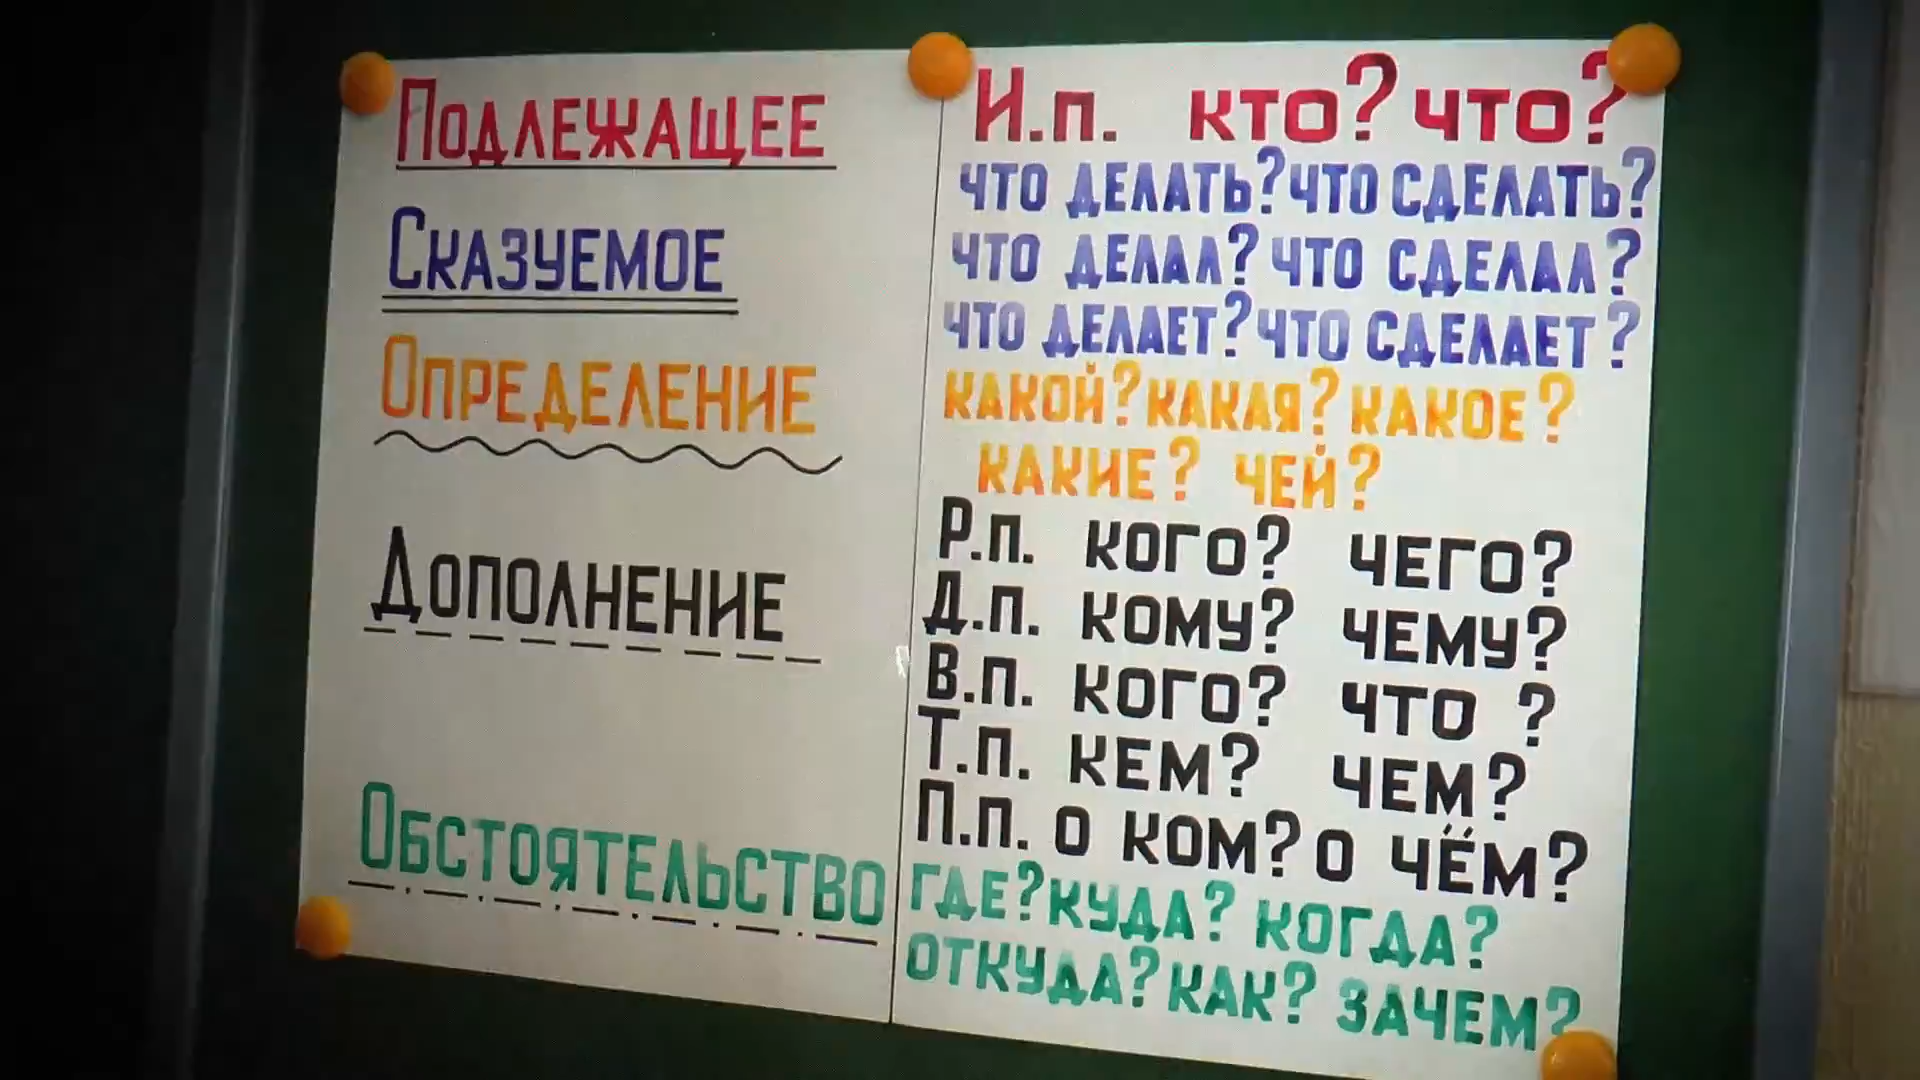 Подлежащее
И.п. кто? что?
что делать? что сделать?
Сказуемое
что делал? что сделал?
что делает? что сделает?
Определение
какой? какая? какое?
какие? чей?
Дополнение
Р.п. кого? чего?
Д.п. кому? чему?
В.п. кого? что?
Т.п. кем? чем?
П.п. о ком? о чём?
Обстоятельство
где? куда? когда?
откуда? как? зачем?